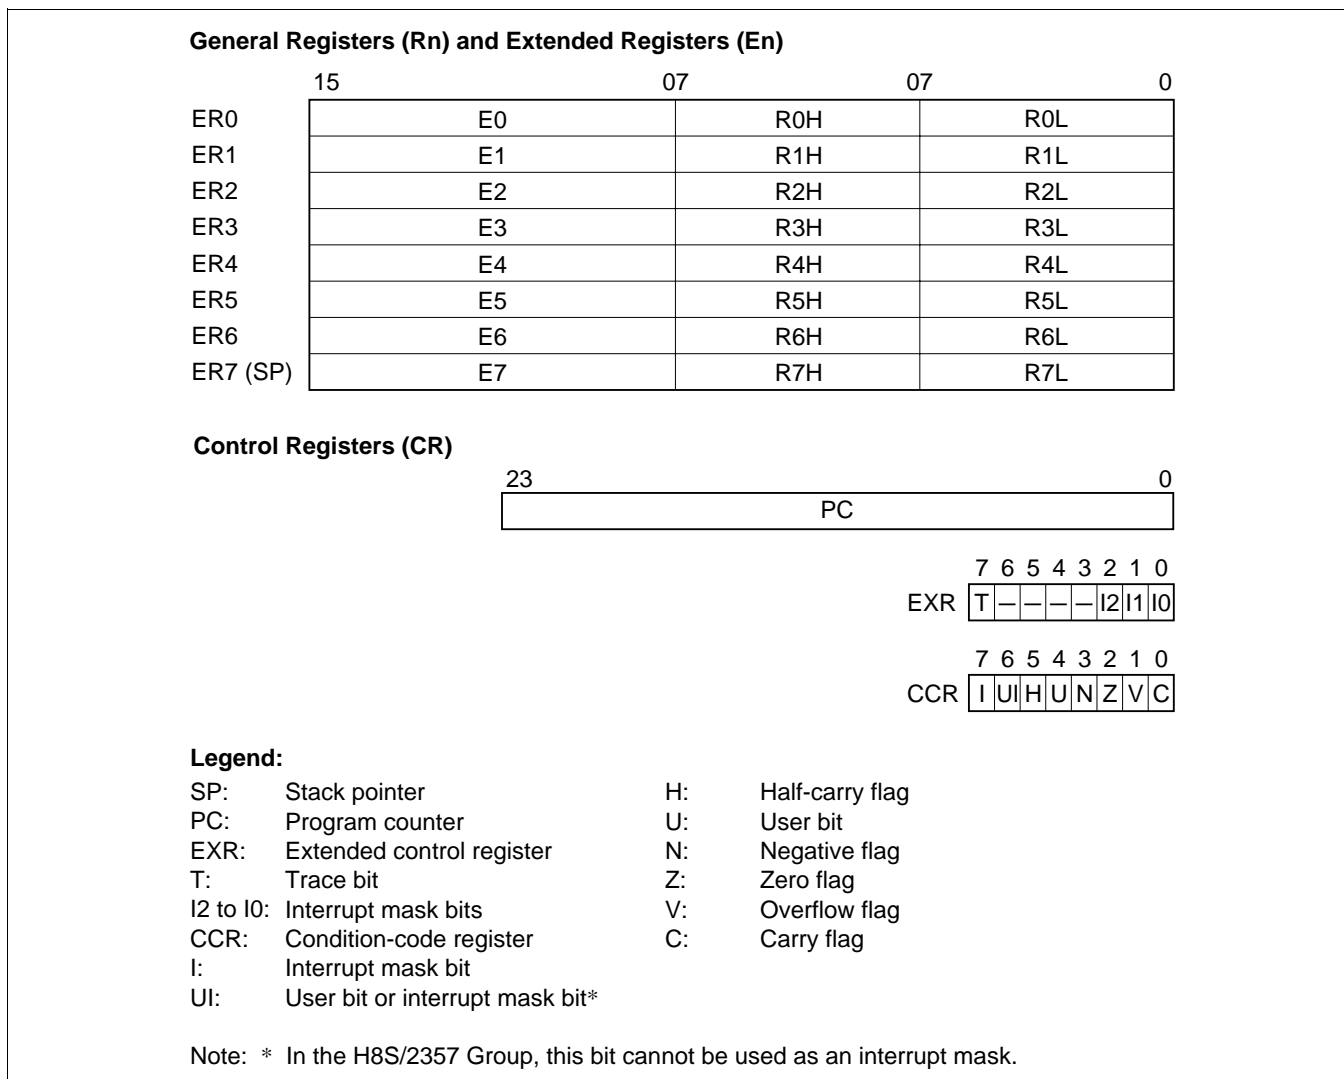 General Registers (Rn) and Extended Registers (En)
15 07 07 0
ER0 E0 R0H R0L
ER1 E1 R1H R1L
ER2 E2 R2H R2L
ER3 E3 R3H R3L
ER4 E4 R4H R4L
ER5 E5 R5H R5L
ER6 E6 R6H R6L
ER7 (SP) E7 R7H R7L
Control Registers (CR)
23 0
PC
7 6 5 4 3 2 1 0
EXR T — — — — I2 I1 I0
7 6 5 4 3 2 1 0
CCR I UI H U N Z V C
Legend:
SP: Stack pointer H: Half-carry flag
PC: Program counter U: User bit
EXR: Extended control register N: Negative flag
T: Trace bit Z: Zero flag
I2 to I0: Interrupt mask bits V: Overflow flag
CCR: Condition-code register C: Carry flag
I: Interrupt mask bit
UI: User bit or interrupt mask bit*
Note: * In the H8S/2357 Group, this bit cannot be used as an interrupt mask.